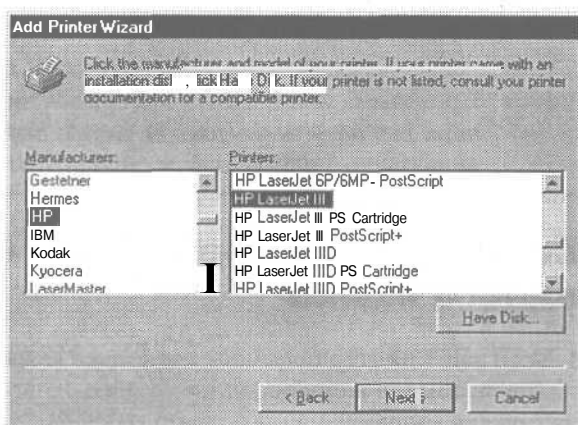 Add Printer Wizard
Click the manufacturer and model of your printer. If your printer came with an
installation disk, click Have Disk. If your printer is not listed, consult your printer
documentation for a compatible printer.
Manufacturers:
Printers:
Gestetner
Hermes
HP
IBM
Kodak
Kyocera
LaserMaster
HP LaserJet 6P/6MP - PostScript
HP LaserJet III
HP LaserJet III PS Cartridge
HP LaserJet III PostScript+
HP LaserJet IIID
HP LaserJet IIID PS Cartridge
HP LaserJet IIID PostScript+
Have Disk...
< Back
Next >
Cancel